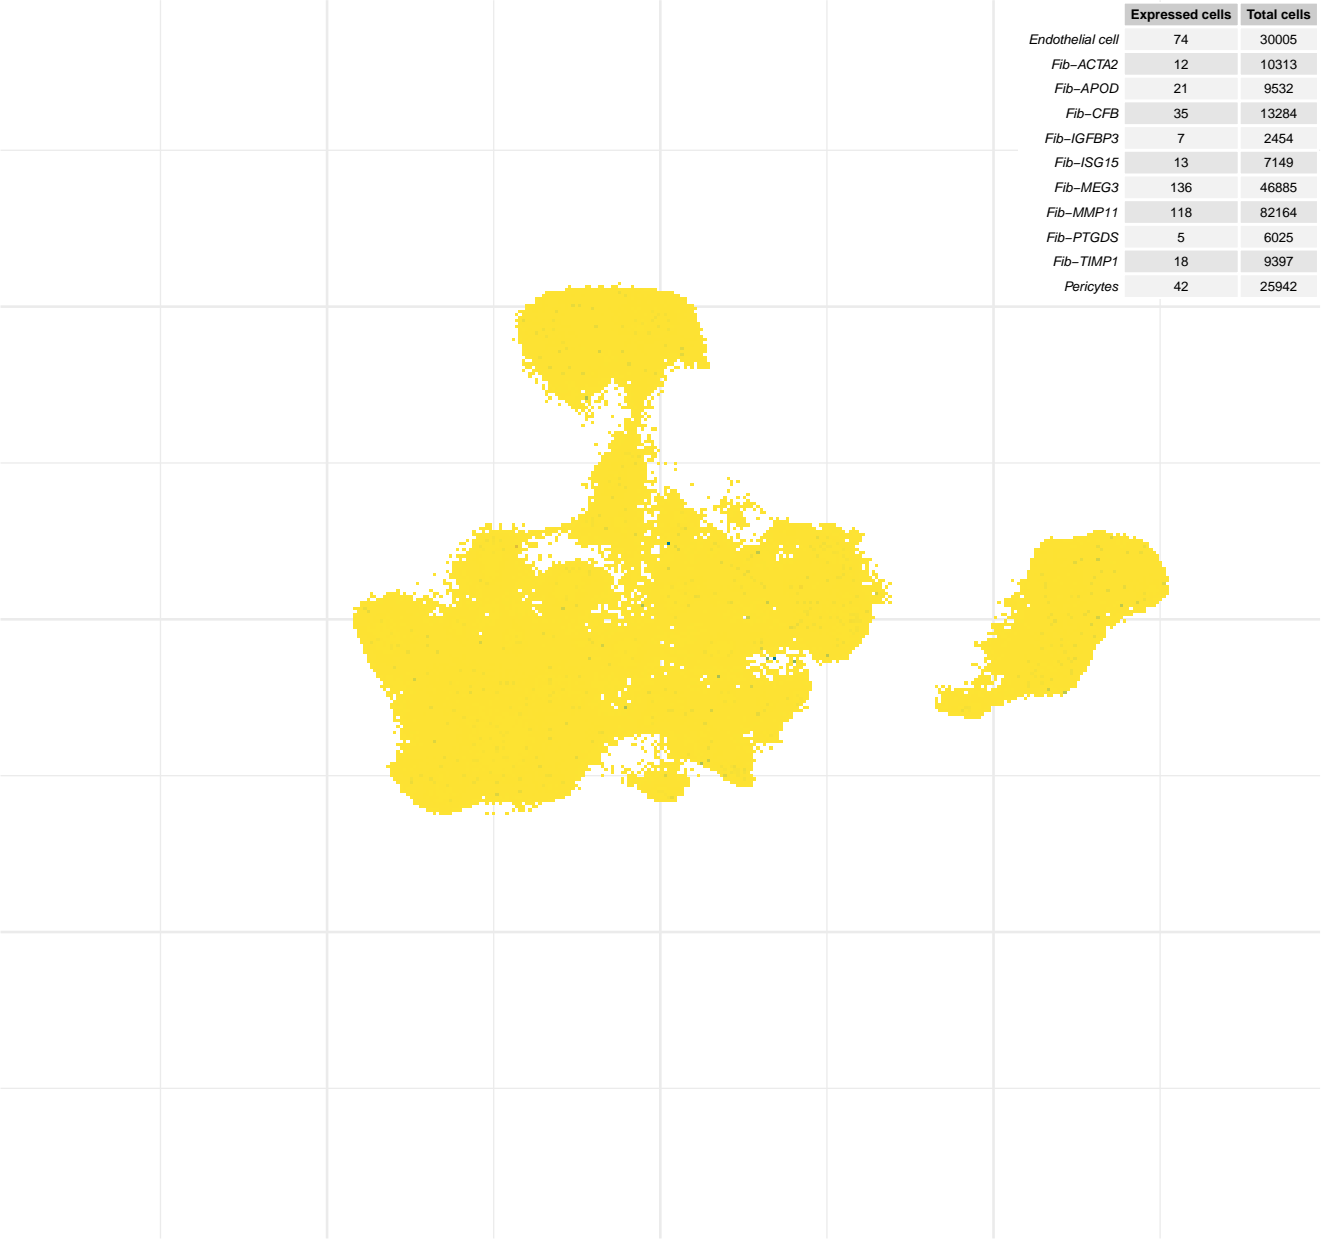 Expressed cells Total cells
Endothelial cell 74 30005
Fib−ACTA2 12 10313
Fib−APOD 21 9532
Fib−CFB 35 13284
Fib−IGFBP3 7 2454
Fib−ISG15 13 7149
Fib−MEG3 136 46885
Fib−MMP11 118 82164
Fib−PTGDS 5 6025
Fib−TIMP1 18 9397
Pericytes 42 25942